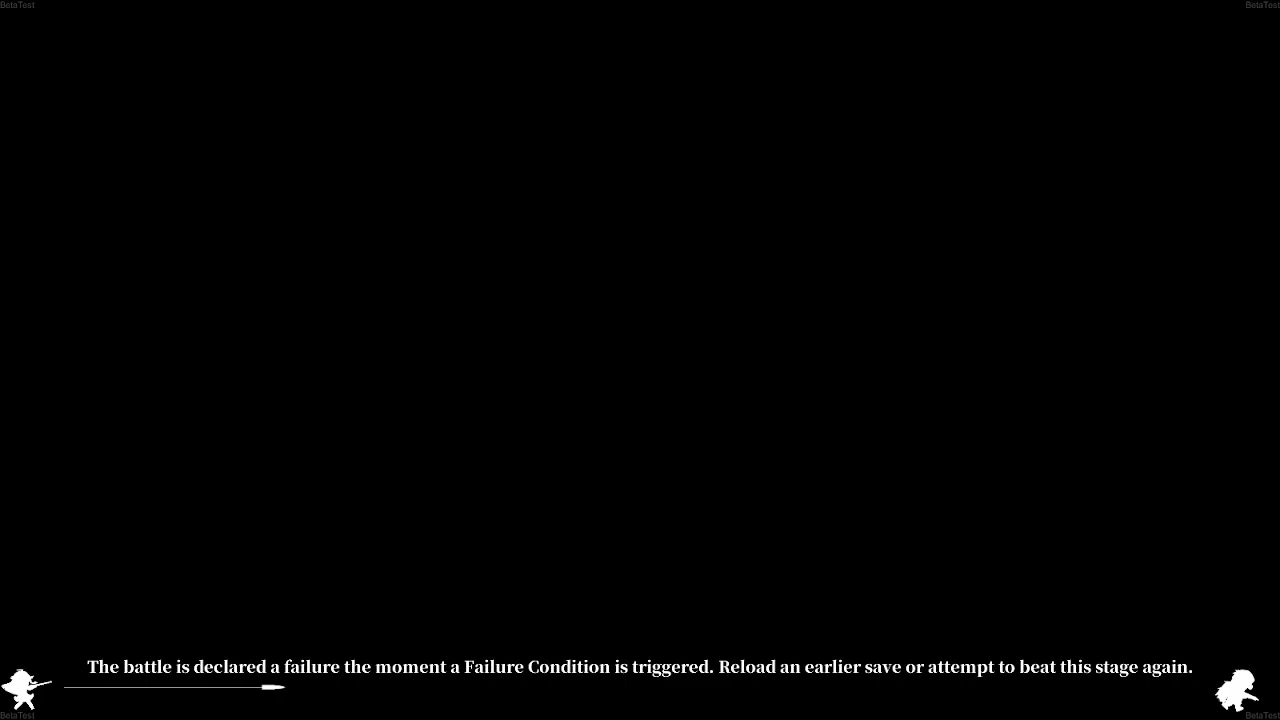 BetaTest BetaTest
The battle is declared a failure the moment a Failure Condition is triggered. Reload an earlier save or attempt to beat this stage again.
BetaTest BetaTest